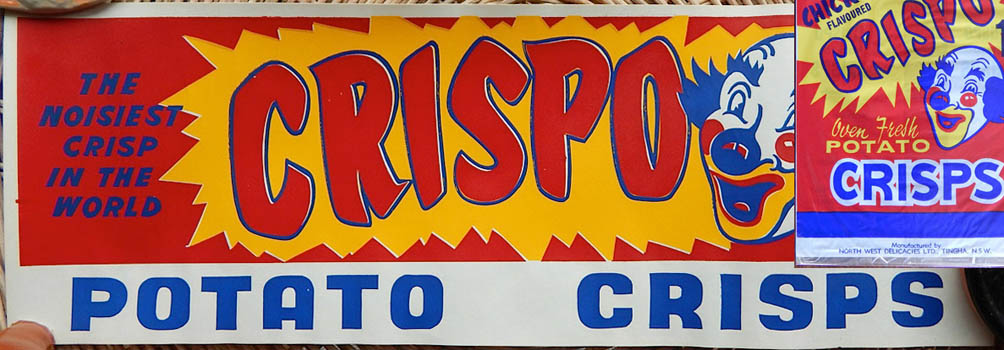 THE
NOISIEST
CRISP
IN THE
WORLD
CRISPO
POTATO CRISPS
FLAVOURED
CRISPO
Oven Fresh
POTATO
CRISPS
Manufactured by
NORTH WEST DELICACIES LTD., TINGHA, N.S.W.